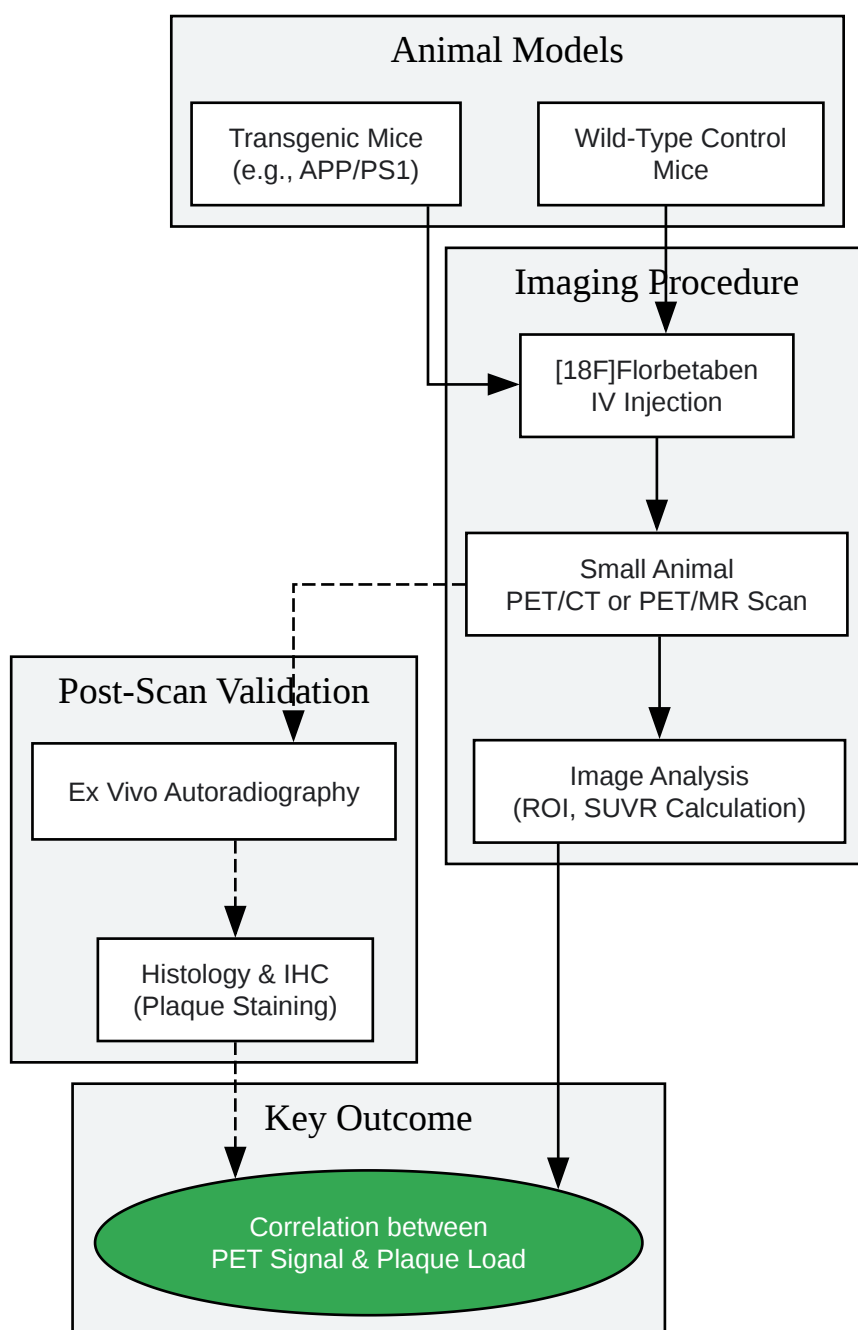 Animal Models
Transgenic Mice
(e.g., APP/PS1)
Wild-Type Control
Mice
Imaging Procedure
[18F]Florbetaben
IV Injection
Small Animal
PET/CT or PET/MR Scan
Image Analysis
(ROI, SUVR Calculation)
Post-Scan Validation
Ex Vivo Autoradiography
Histology & IHC
(Plaque Staining)
Key Outcome
Correlation between
PET Signal & Plaque Load